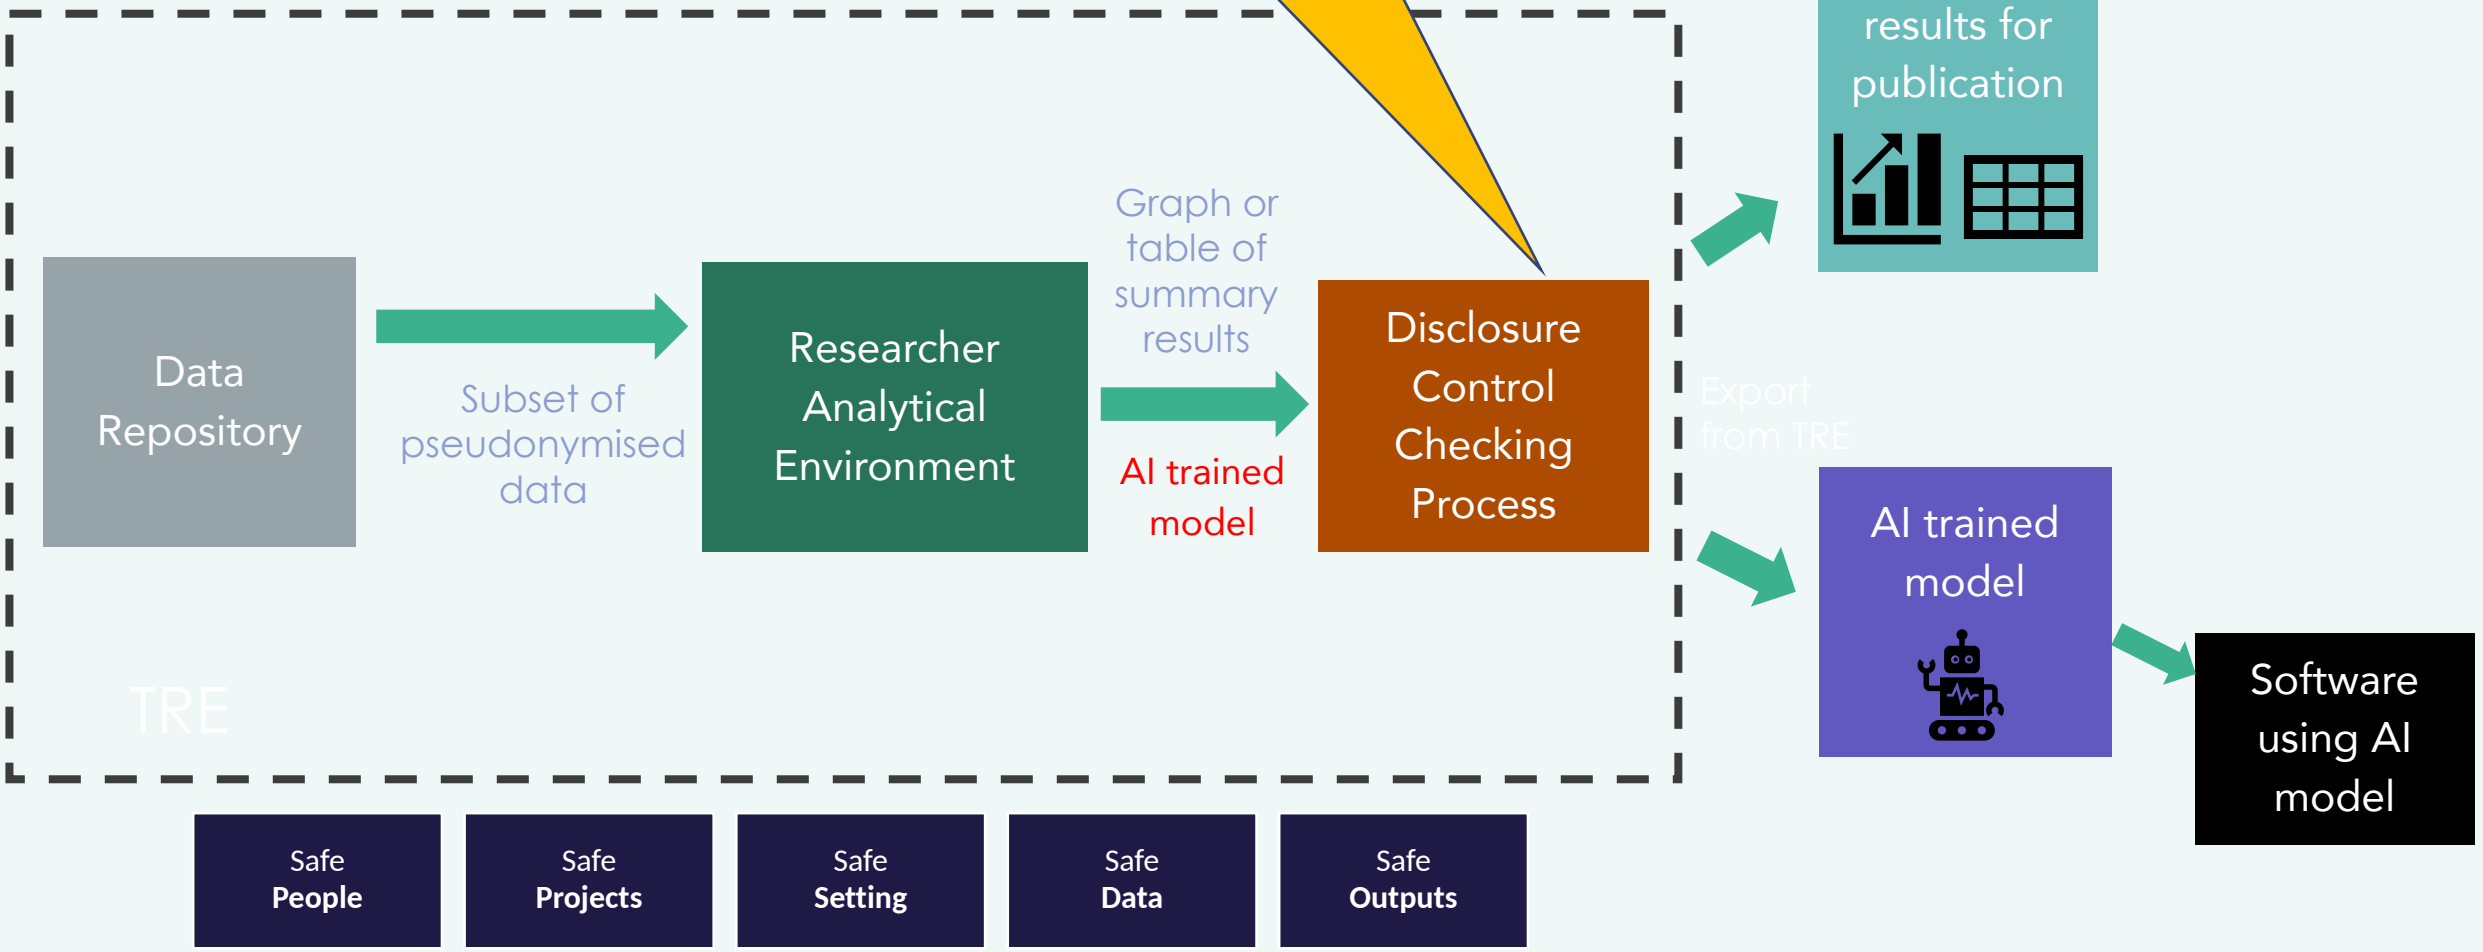 results for
publication
Graph or
table of
summary
results
Data
Repository
Subset of
pseudonymised
data
Researcher
Analytical
Environment
AI trained
model
Disclosure
Control
Checking
Process
Export
from TRE
AI trained
model
Software
using AI
model
TRE
Safe
People
Safe
Projects
Safe
Setting
Safe
Data
Safe
Outputs